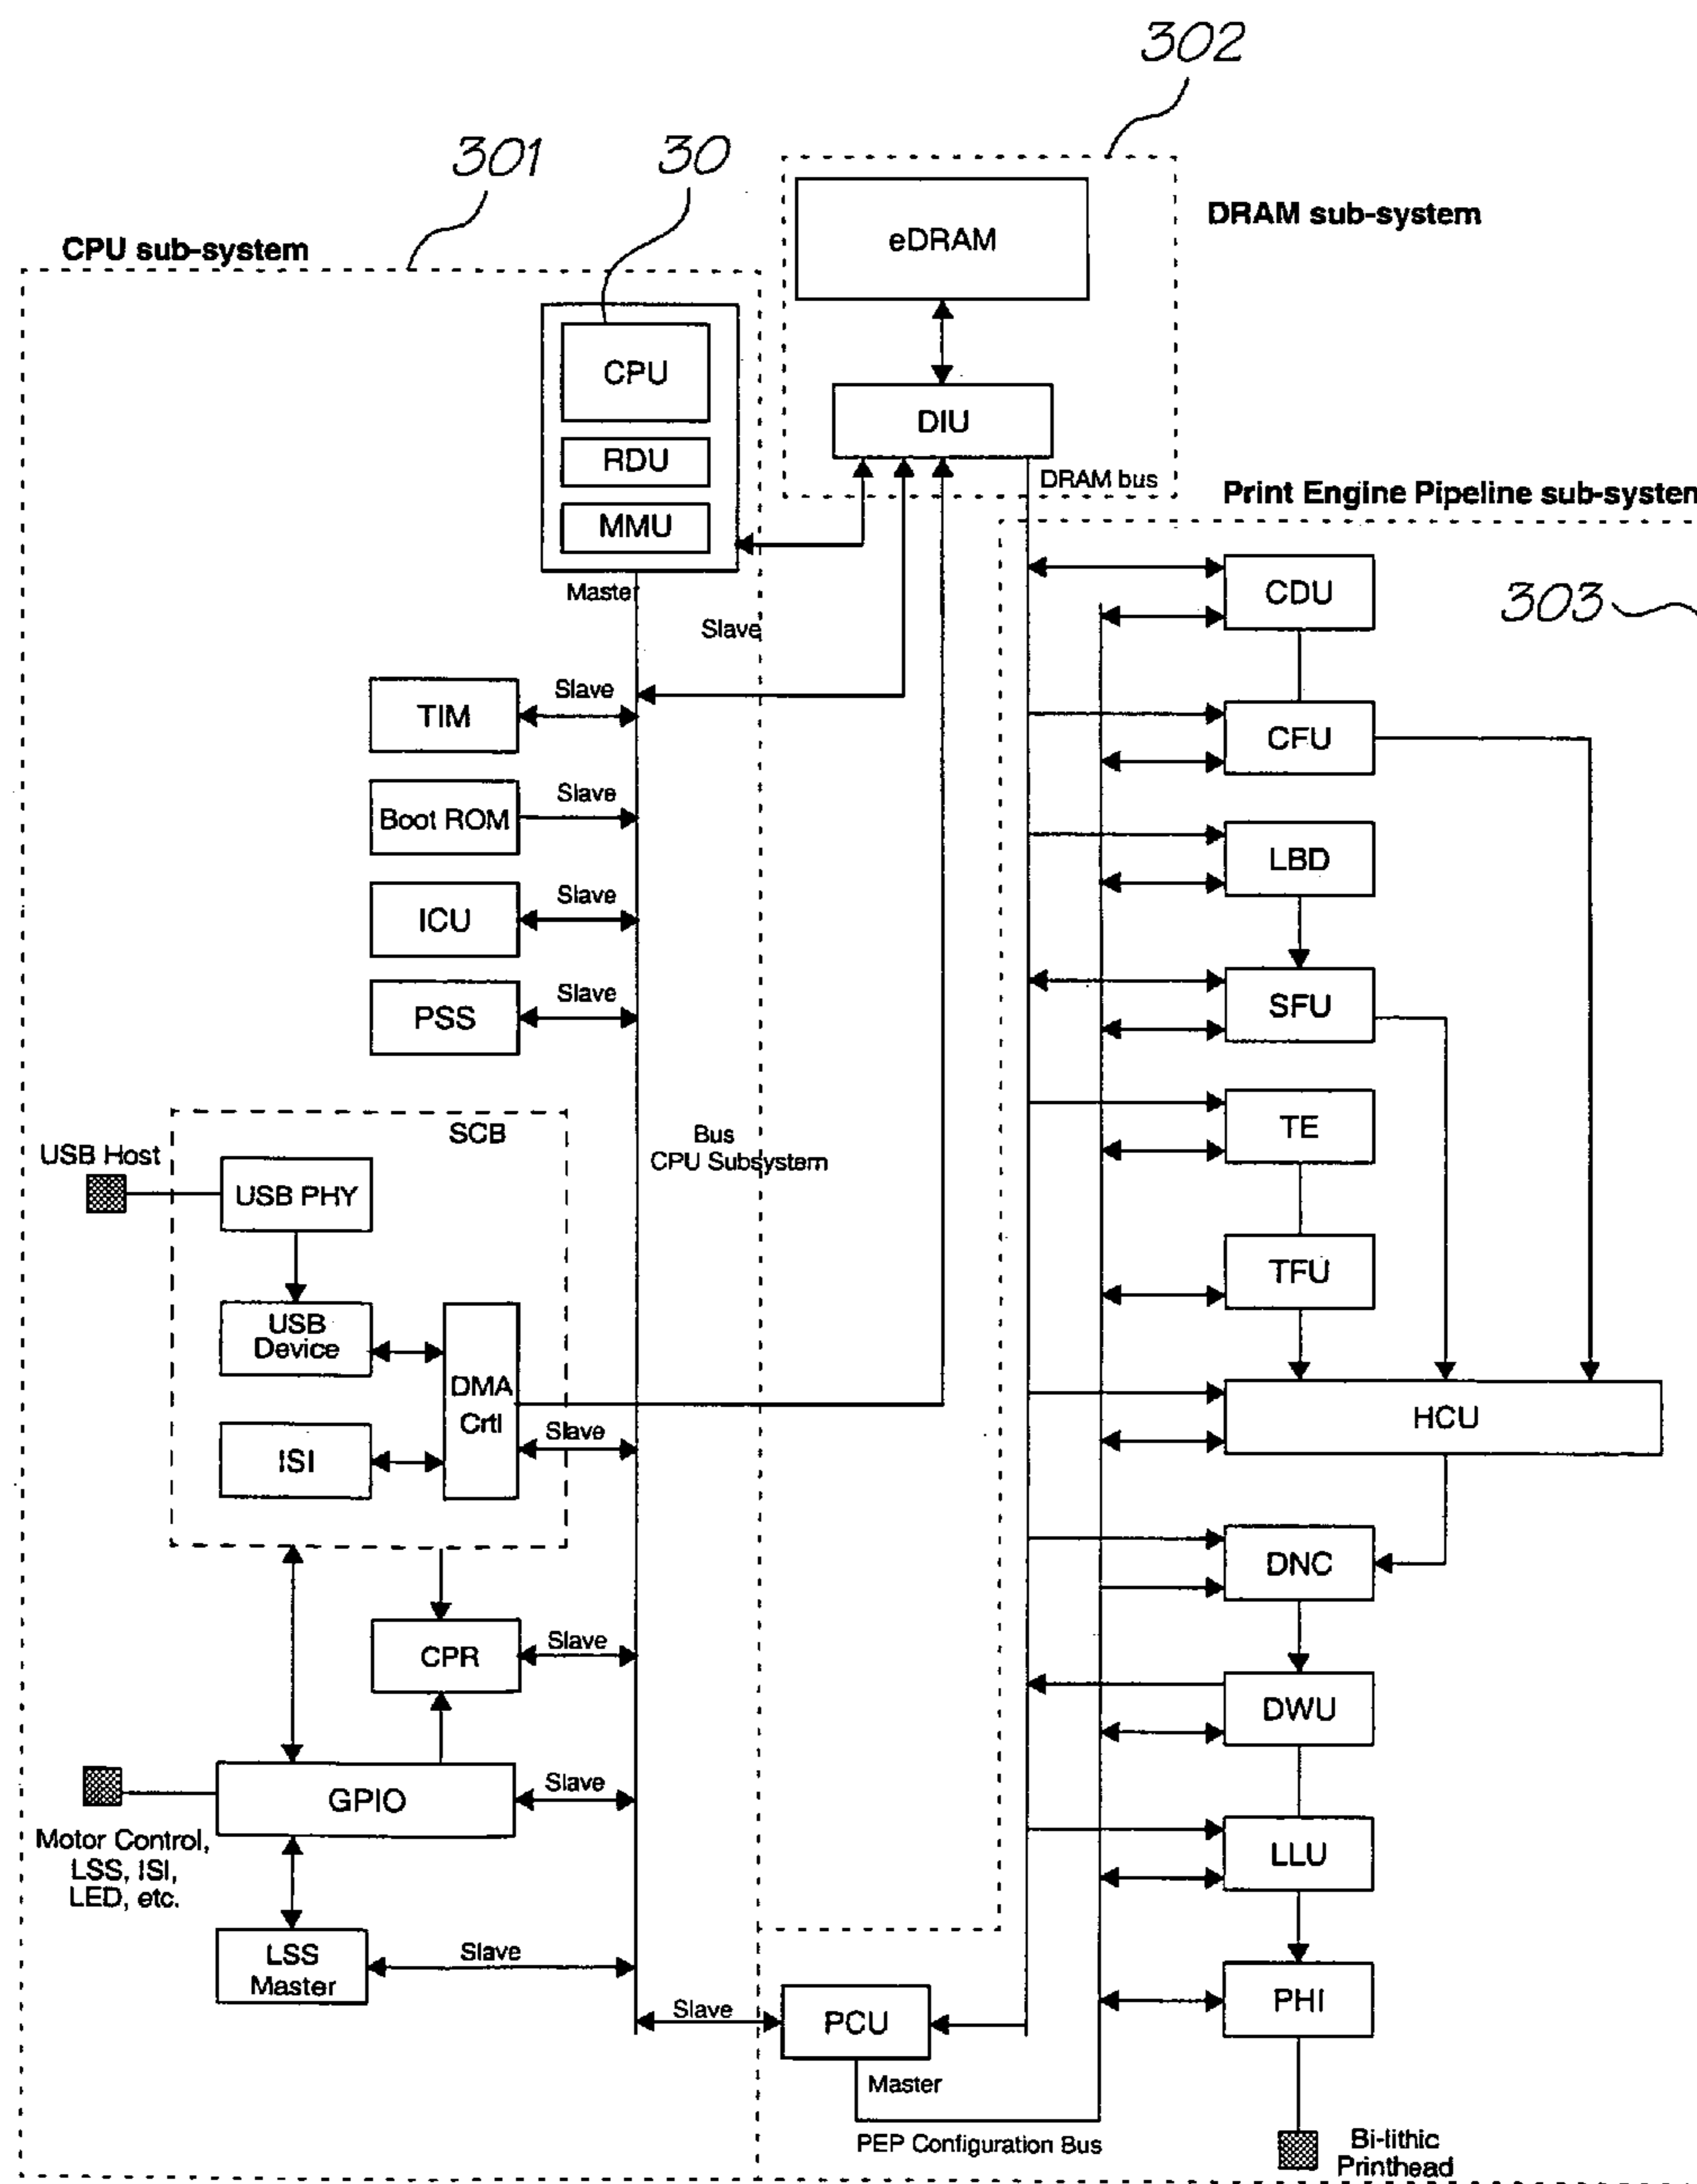 302
301
30
DRAM sub-system
CPU sub-system
eDRAM
CPU
DIU
RDU
DRAM bus
Print Engine Pipeline sub-system
MMU
Master
CDU
303
Slave
Slave
TIM
CFU
Slave
Boot ROM
LBD
Slave
ICU
Slave
PSS
SFU
SCB
TE
Bus
CPU Subsystem
USB Host
USB PHY
TFU
USB
Device
DMA
Crtl
HCU
Slave
ISI
DNC
Slave
CPR
DWU
Slave
GPIO
Motor Control,
LSS, ISI,
LED, etc.
LLU
LSS
Master
Slave
PHI
Slave
PCU
Master
PEP Configuration Bus
Bi-lithic
Printhead